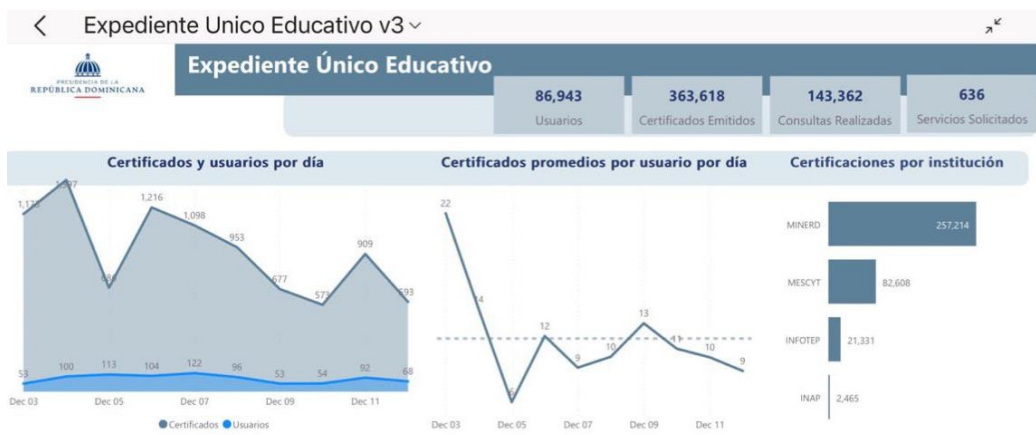 Expediente Unico Educativo v3
PRESIDENCIA DE LA
REPÚBLICA DOMINICANA
Expediente Único Educativo
86,943
Usuarios
363,618
Certificados Emitidos
143,362
Consultas Realizadas
636
Servicios Solicitados
Certificados y usuarios por día
1,216
1,098
953
677
573
909
593
53
100
113
104
122
96
53
54
92
68
Dec 03
Dec 05
Dec 07
Dec 09
Dec 11
Certificados
Usuarios
Certificados promedios por usuario por día
22
14
6
12
9
10
13
11
10
9
Dec 03
Dec 05
Dec 07
Dec 09
Dec 11
Certificaciones por institución
MINERD
257,214
MESCYT
82,608
INFOTEP
21,331
INAP
2,465